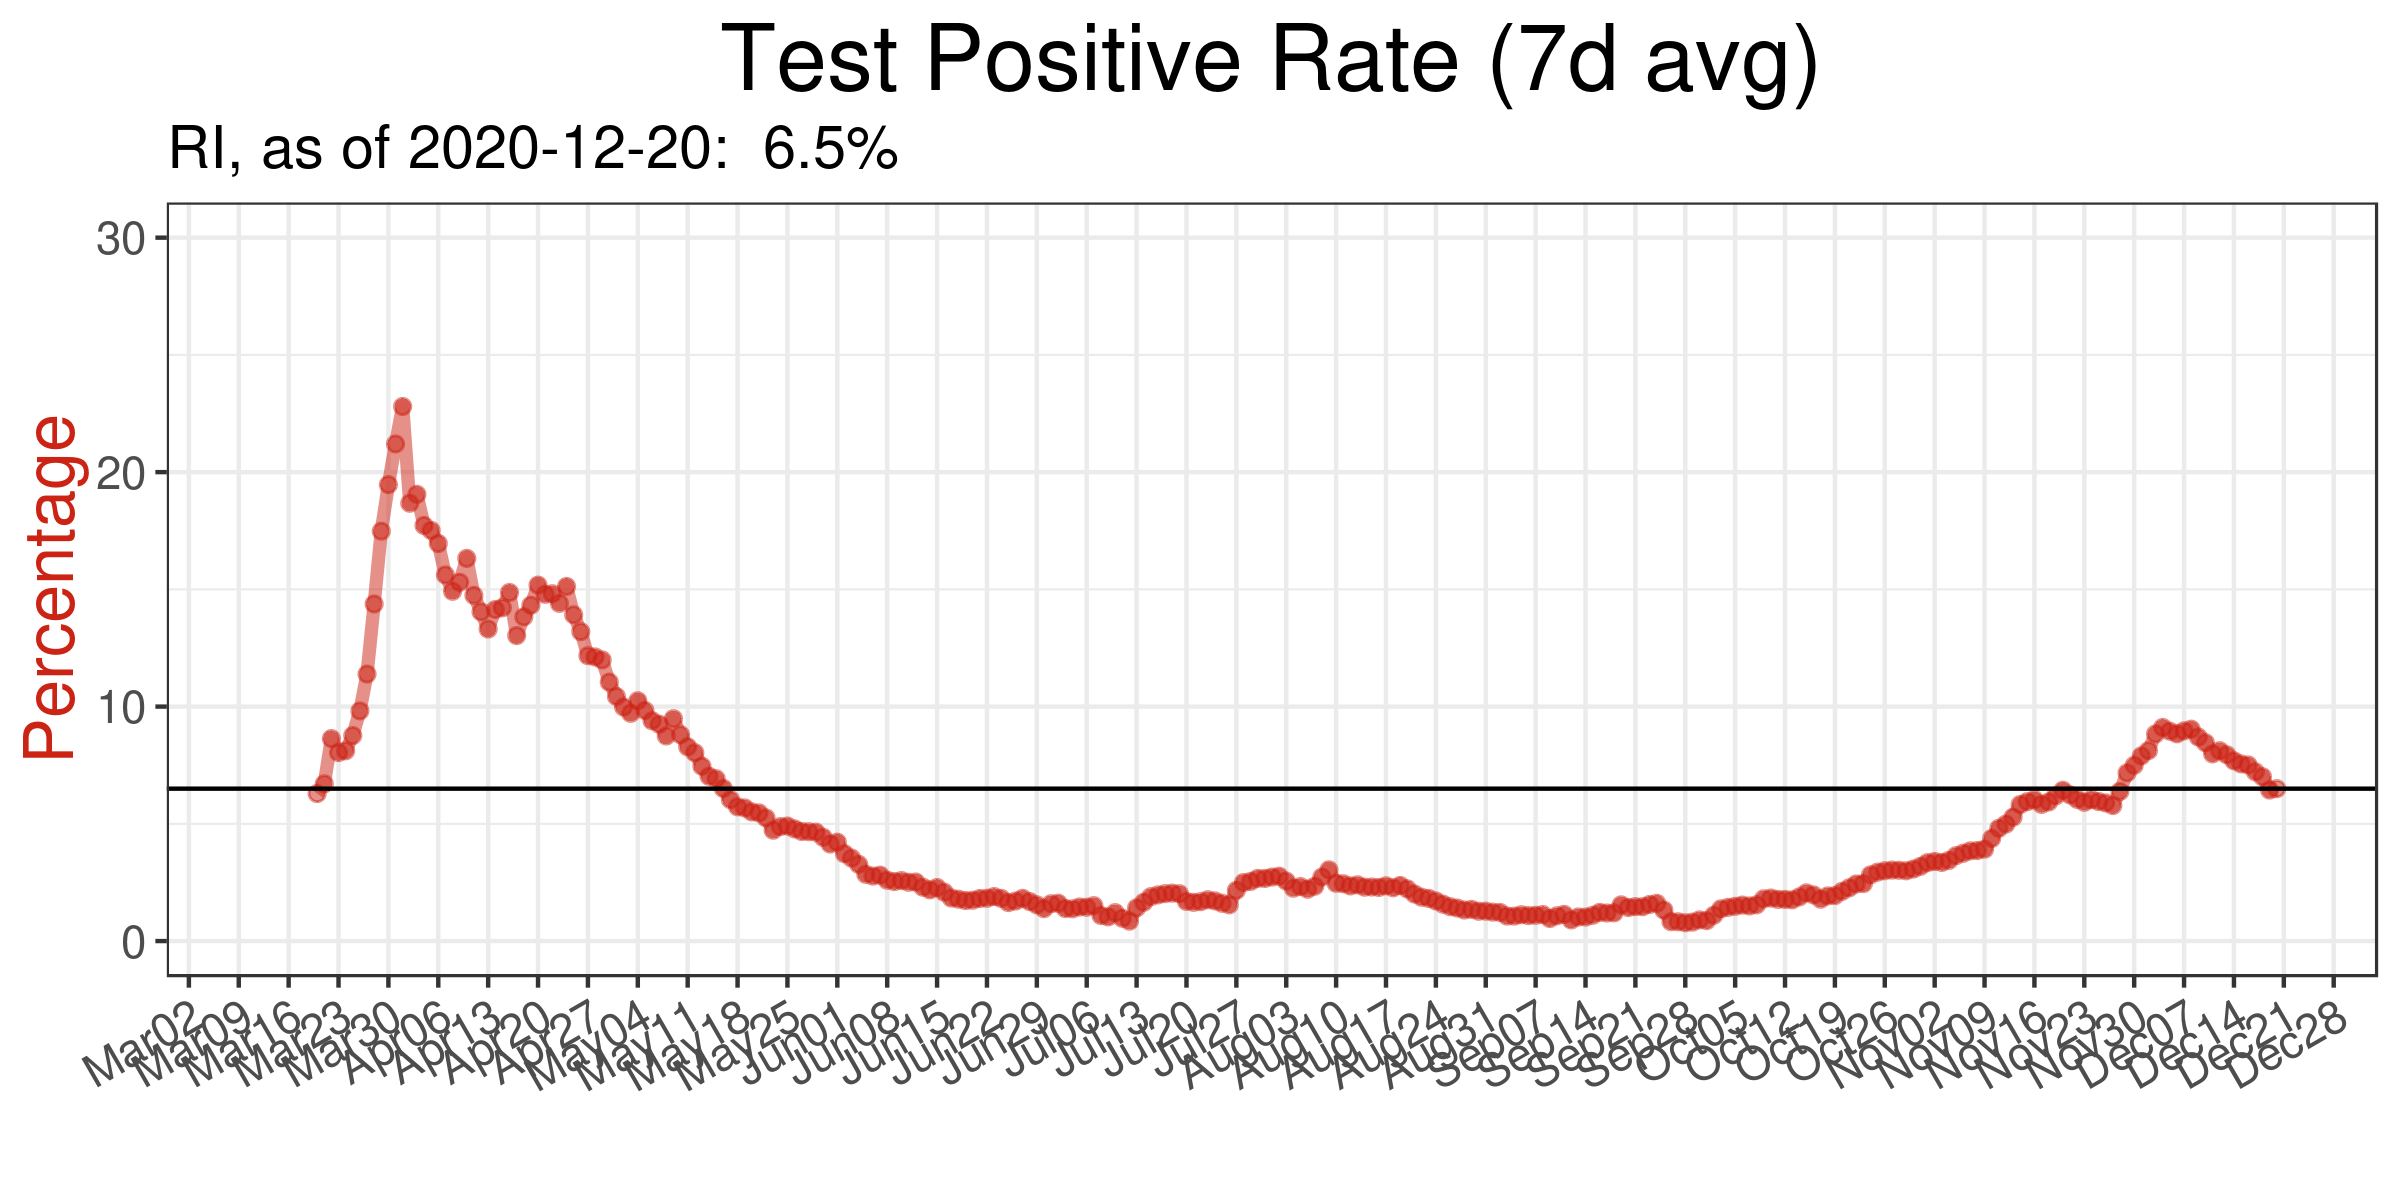 Test Positive Rate (7d avg)
RI, as of 2020-12-20:  6.5%
Percentage
30
20
10
0
Mar02
Mar09
Mar16
Mar23
Mar30
Apr06
Apr13
Apr20
Apr27
May04
May11
May18
May25
Jun01
Jun08
Jun15
Jun22
Jun29
Jul06
Jul13
Jul20
Jul27
Aug03
Aug10
Aug17
Aug24
Aug31
Sep07
Sep14
Sep21
Sep28
Oct05
Oct12
Oct19
Oct26
Nov02
Nov09
Nov16
Nov23
Nov30
Dec07
Dec14
Dec21
Dec28